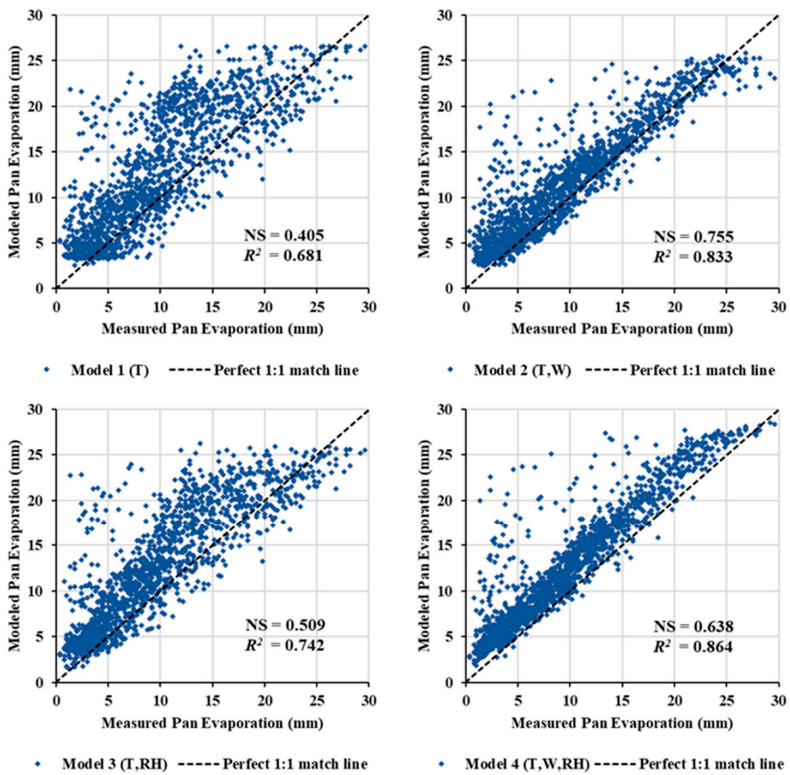 30
25
20
15
10
5
0
Modeled Pan Evaporation (mm)
NS = 0.405
R² = 0.681
0 5 10 15 20 25 30
Measured Pan Evaporation (mm)
Model 1 (T) Perfect 1:1 match line
30
25
20
15
10
5
0
Modeled Pan Evaporation (mm)
NS = 0.755
R² = 0.833
0 5 10 15 20 25 30
Measured Pan Evaporation (mm)
Model 2 (T,W) Perfect 1:1 match line
30
25
20
15
10
5
0
Modeled Pan Evaporation (mm)
NS = 0.509
R² = 0.742
0 5 10 15 20 25 30
Measured Pan Evaporation (mm)
Model 3 (T,RH) Perfect 1:1 match line
30
25
20
15
10
5
0
Modeled Pan Evaporation (mm)
NS = 0.638
R² = 0.864
0 5 10 15 20 25 30
Measured Pan Evaporation (mm)
Model 4 (T,W,RH) Perfect 1:1 match line